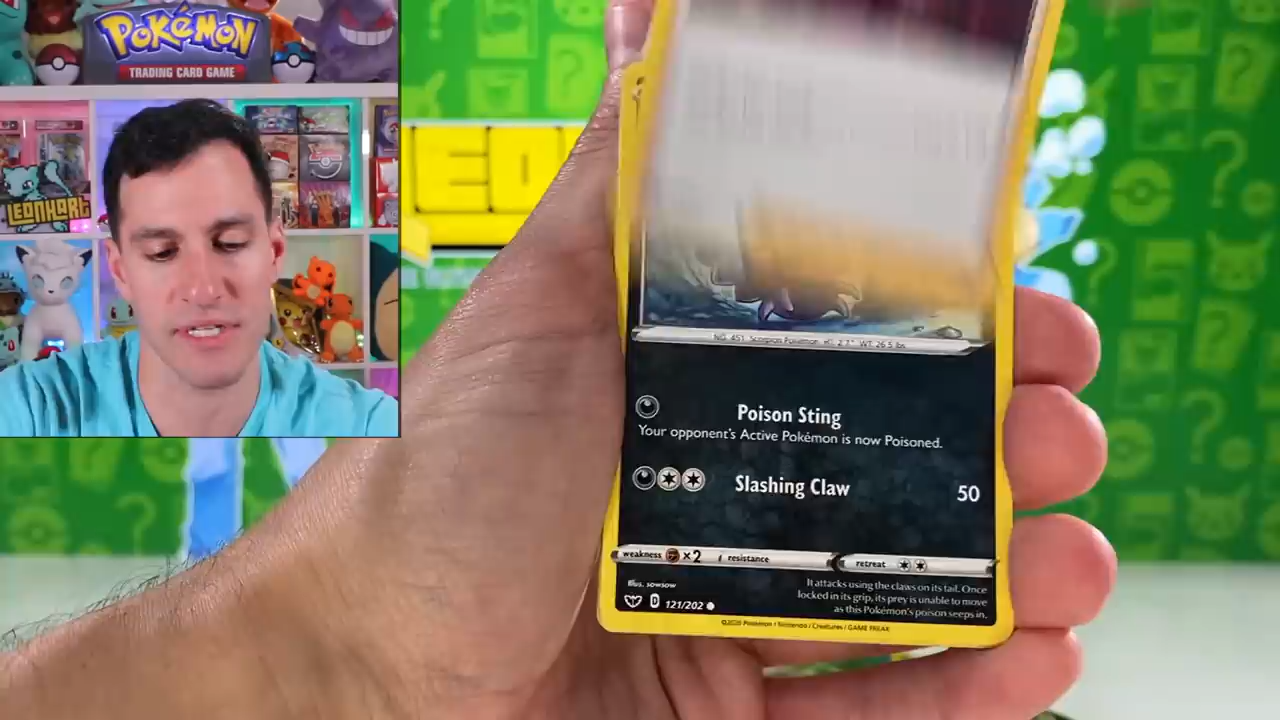 POKÉMON
TRADING CARD GAME
LEONHART
EO
NO. 451 Scorpion Pokémon HT: 2'7" WT: 26.5 lbs
Poison Sting
Your opponent's Active Pokémon is now Poisoned.
Slashing Claw 50
weakness ×2 resistance retreat
Illus. sowsow
It attacks using the claws on its tail. Once
locked in its grip, its prey is unable to move
as this Pokémon's poison seeps in.
D 121/202
©2020 Pokémon / Nintendo / Creatures / GAME FREAK